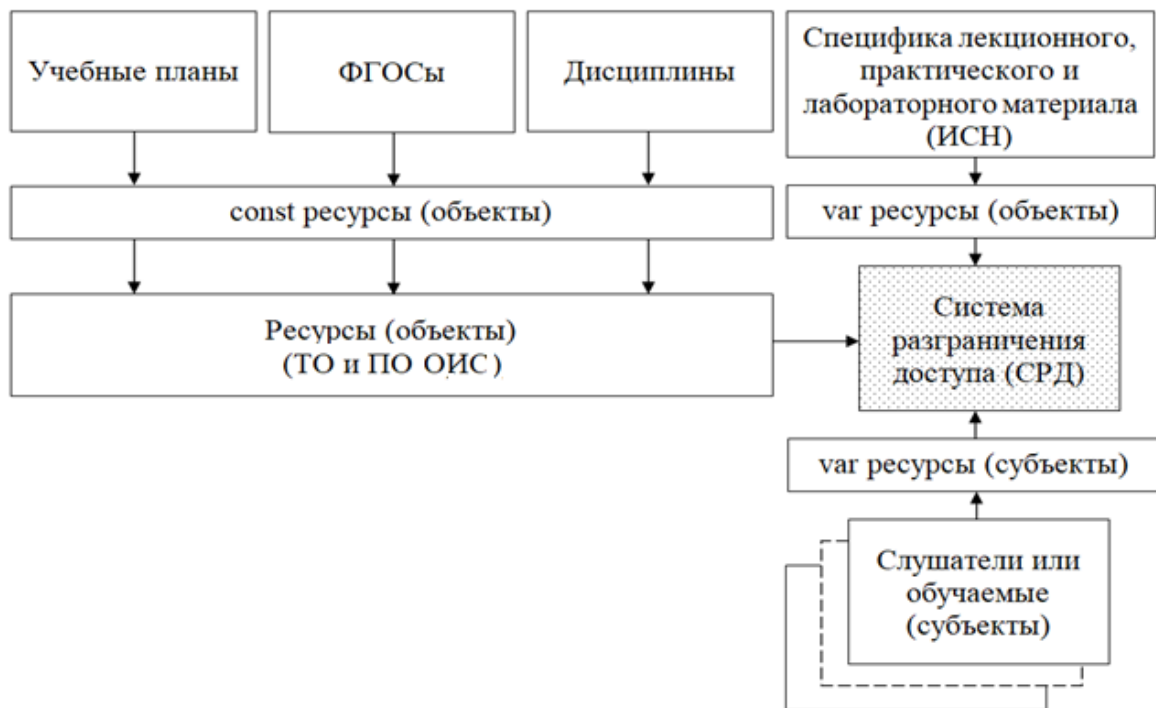 Учебные планы
ФГОСы
Дисциплины
Специфика лекционного,
практического и
лабораторного материала
(ИСН)
const ресурсы (объекты)
var ресурсы (объекты)
Ресурсы (объекты)
(ТО и ПО ОИС)
Система
разграничения
доступа (СРД)
var ресурсы (субъекты)
Слушатели или
обучаемые
(субъекты)